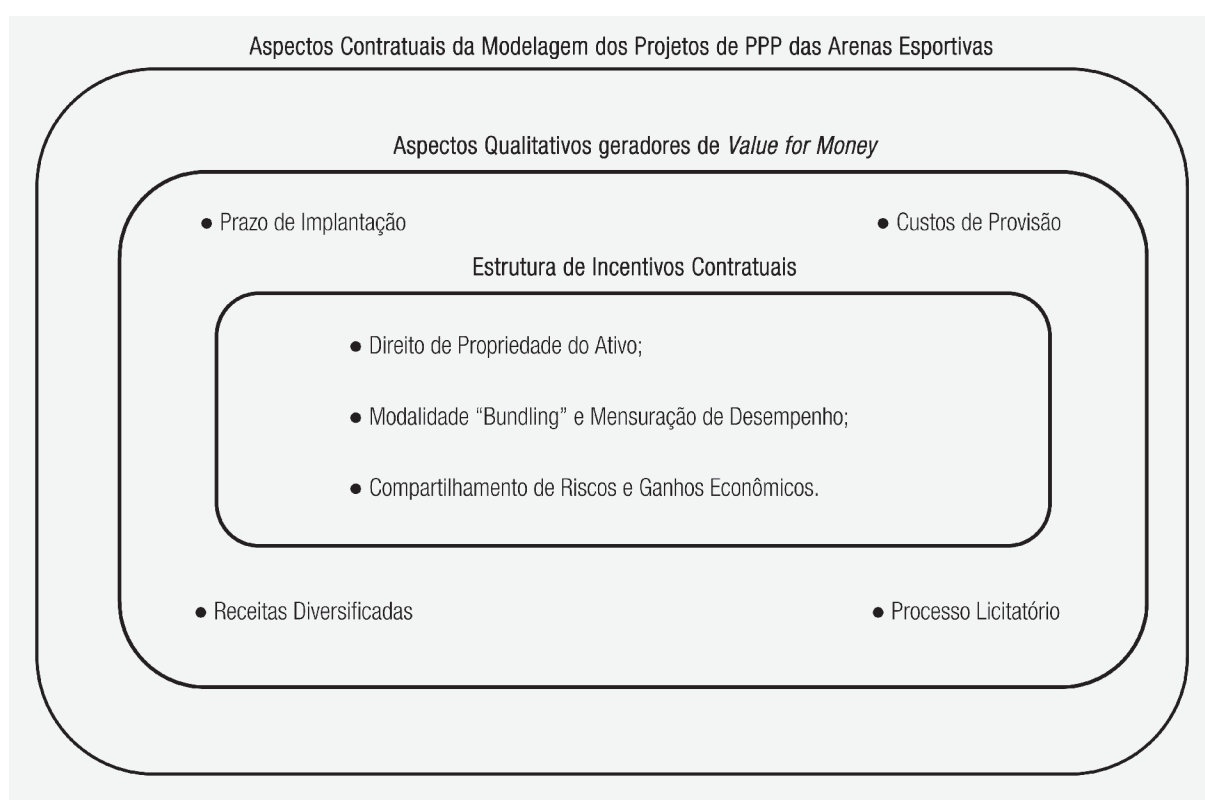 Aspectos Contratuais da Modelagem dos Projetos de PPP das Arenas Esportivas
Aspectos Qualitativos geradores de Value for Money
● Prazo de Implantação
● Custos de Provisão
Estrutura de Incentivos Contratuais
● Direito de Propriedade do Ativo;
● Modalidade “Bundling” e Mensuração de Desempenho;
● Compartilhamento de Riscos e Ganhos Econômicos.
● Receitas Diversificadas
● Processo Licitatório